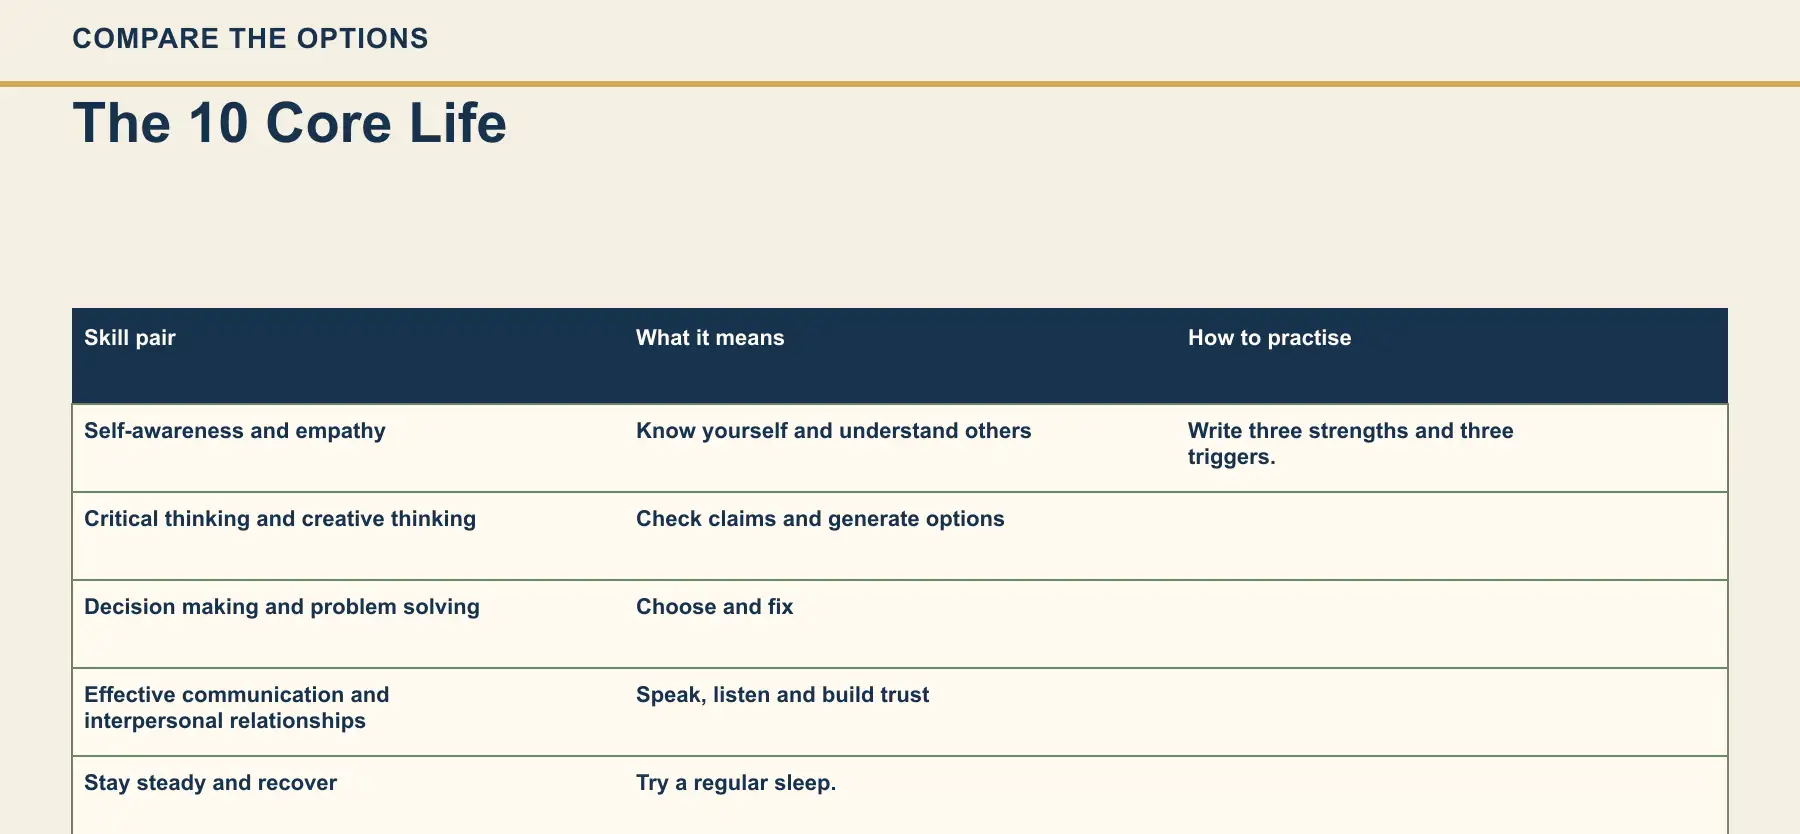 COMPARE THE OPTIONS
The 10 Core Life
Skill pair
What it means
How to practise
Self-awareness and empathy
Know yourself and understand others
Write three strengths and three
triggers.
Critical thinking and creative thinking
Check claims and generate options
Decision making and problem solving
Choose and fix
Effective communication and
interpersonal relationships
Speak, listen and build trust
Stay steady and recover
Try a regular sleep.